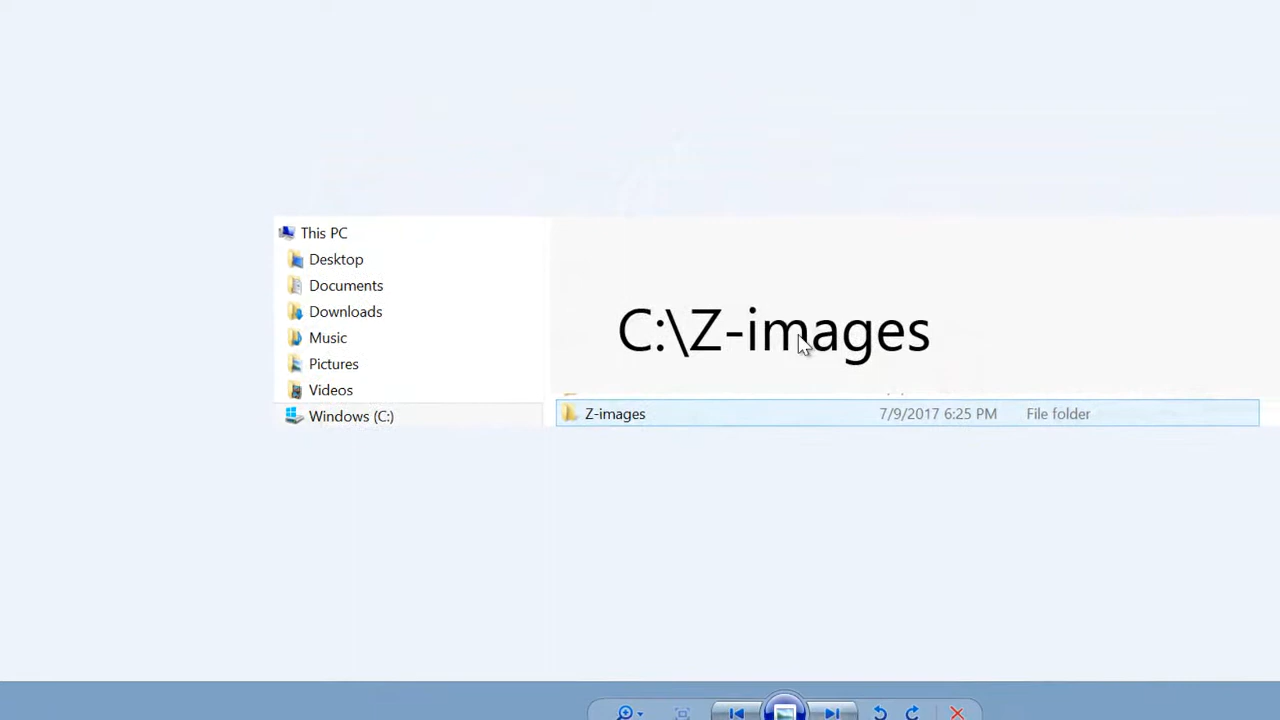 This PC
Desktop
Documents
Downloads
C:\Z-images
Music
Pictures
Videos
Windows (C:)
Z-images 7/9/2017 6:25 PM File folder